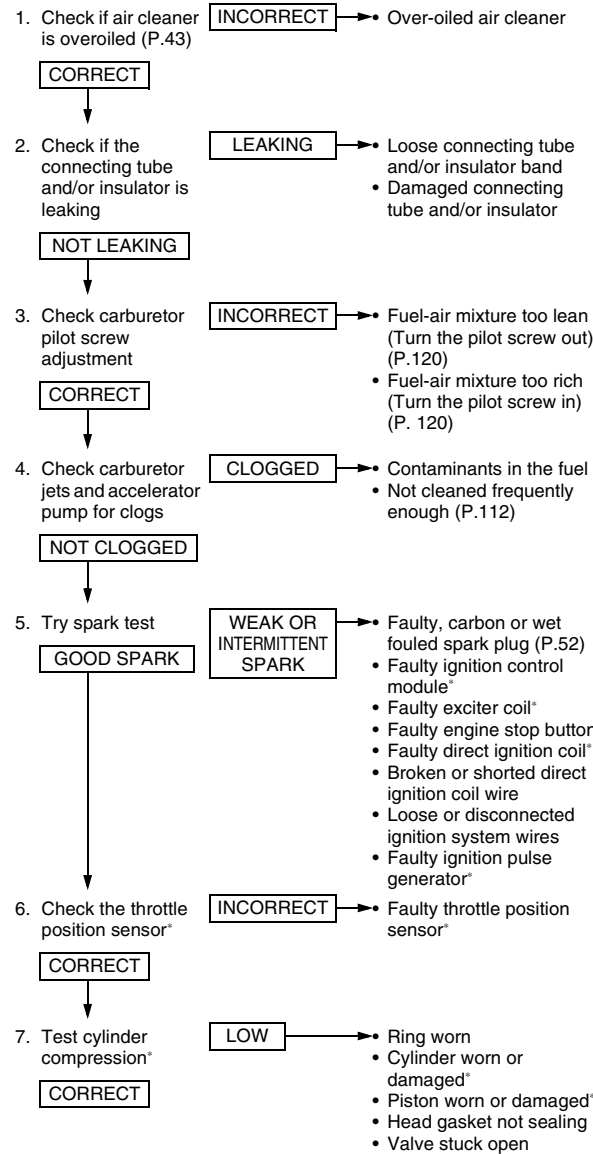 1. Check if air cleaner
is overoiled (P.43)
INCORRECT
• Over-oiled air cleaner
CORRECT
2. Check if the
connecting tube
and/or insulator is
leaking
LEAKING
• Loose connecting tube
and/or insulator band
• Damaged connecting
tube and/or insulator
NOT LEAKING
3. Check carburetor
pilot screw
adjustment
INCORRECT
• Fuel-air mixture too lean
(Turn the pilot screw out)
(P.120)
• Fuel-air mixture too rich
(Turn the pilot screw in)
(P. 120)
CORRECT
4. Check carburetor
jets and accelerator
pump for clogs
CLOGGED
• Contaminants in the fuel
• Not cleaned frequently
enough (P.112)
NOT CLOGGED
5. Try spark test
WEAK OR
INTERMITTENT
SPARK
• Faulty, carbon or wet
fouled spark plug (P.52)
• Faulty ignition control
module*
• Faulty exciter coil*
• Faulty engine stop button
• Faulty direct ignition coil*
• Broken or shorted direct
ignition coil wire
• Loose or disconnected
ignition system wires
• Faulty ignition pulse
generator*
GOOD SPARK
6. Check the throttle
position sensor*
INCORRECT
• Faulty throttle position
sensor*
CORRECT
7. Test cylinder
compression*
LOW
• Ring worn
• Cylinder worn or
damaged*
• Piston worn or damaged*
• Head gasket not sealing
• Valve stuck open
CORRECT